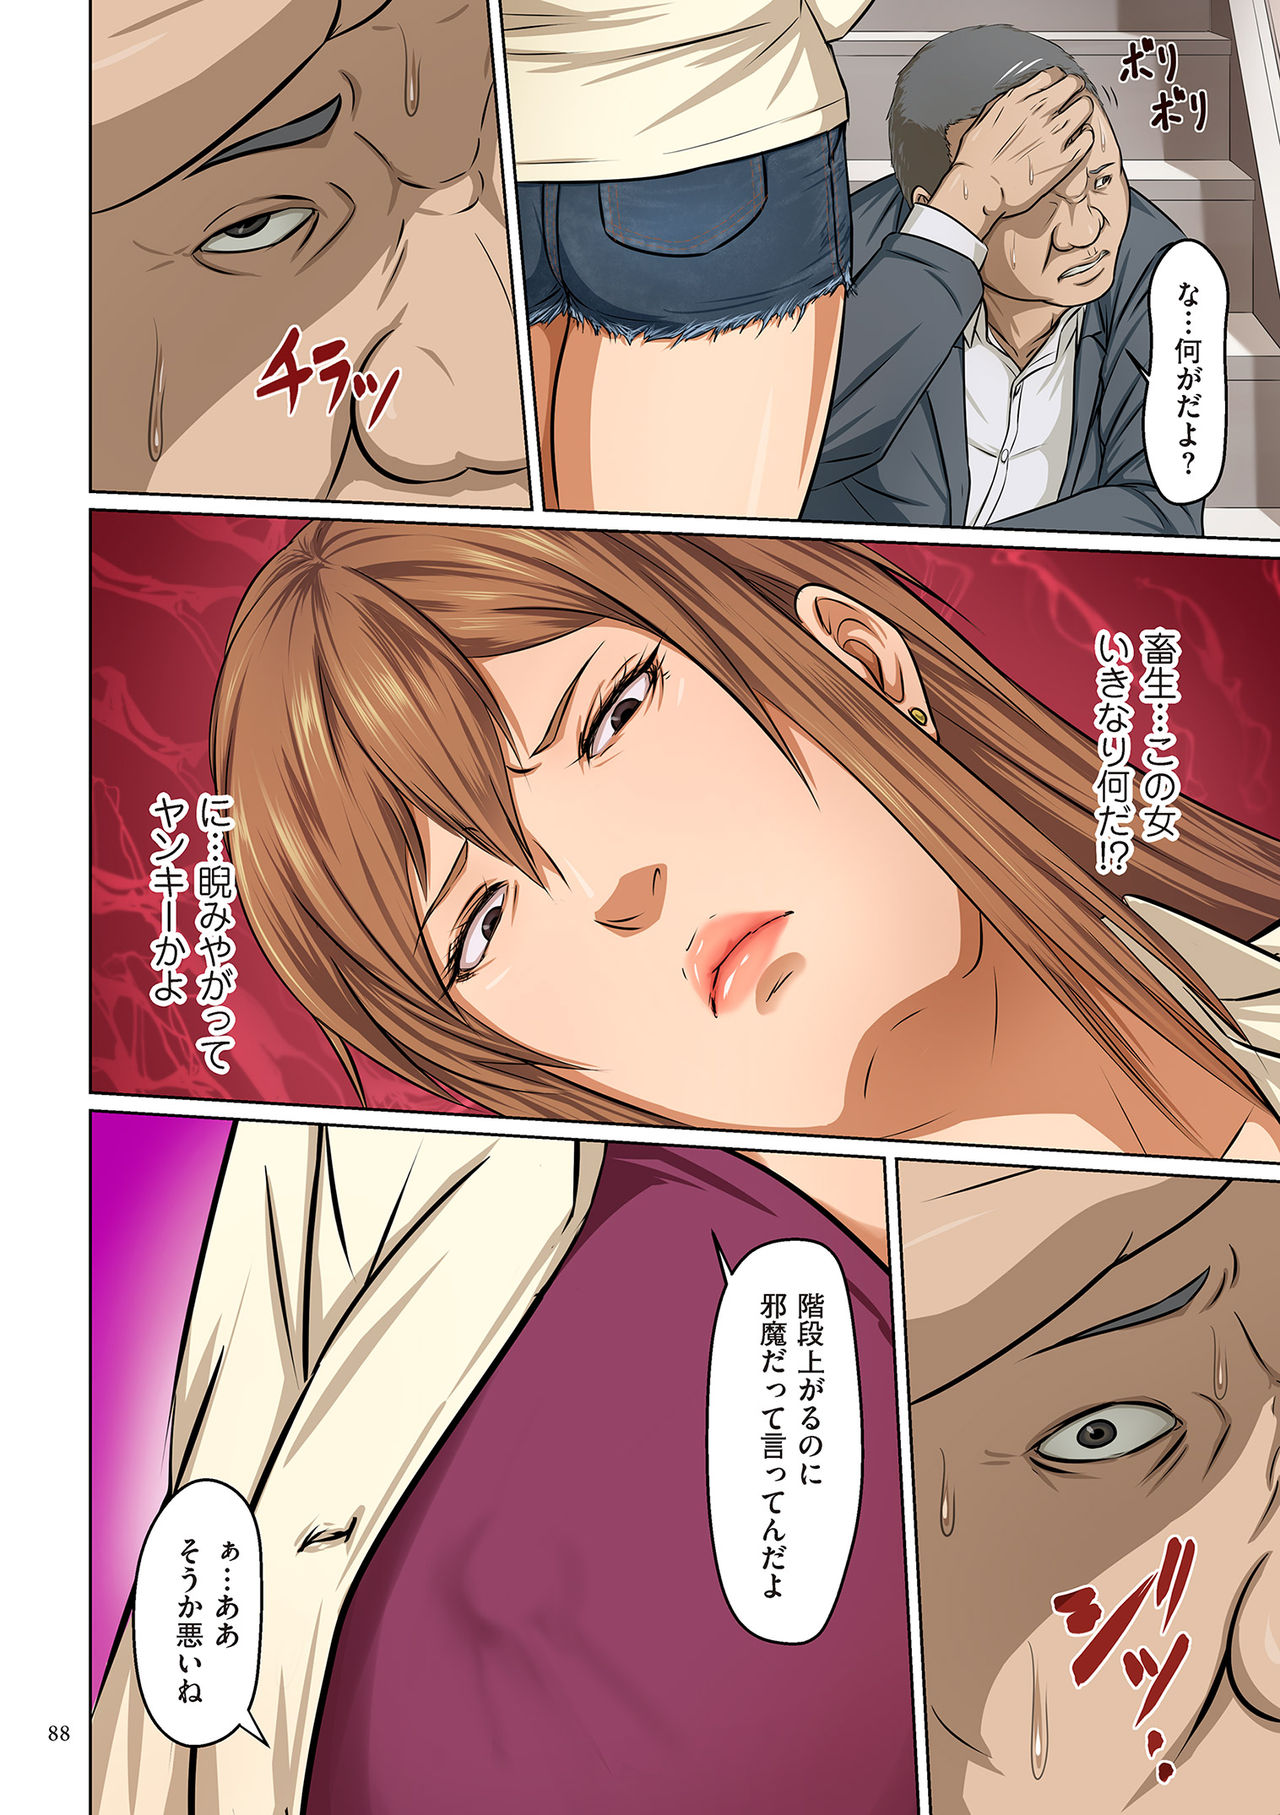 ボリ
ボリ
な…何がだよ?
チラッ
畜生…この女
いきなり何だ!?
に…睨みやがって
ヤンキーかよ
ジリッ・
階段上がるのに
邪魔だって言ってんだよ
ぁ…ああ
そうか悪いね
88